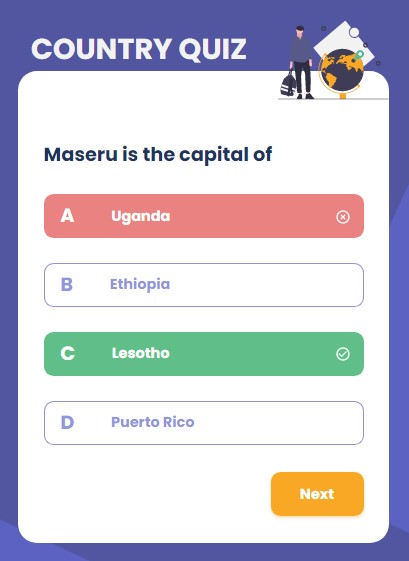 COUNTRY QUIZ
Maseru is the capital of
A Uganda
B Ethiopia
C Lesotho
D Puerto Rico
Next